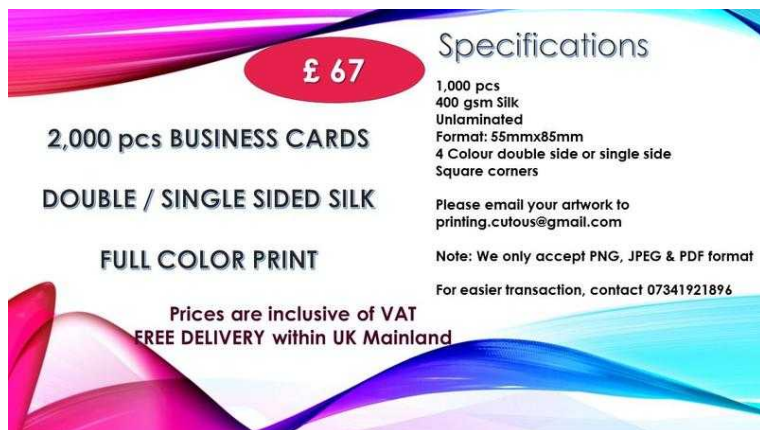 £ 67
2,000 pcs BUSINESS CARDS
DOUBLE / SINGLE SIDED SILK
FULL COLOR PRINT
Prices are inclusive of VAT
FREE DELIVERY within UK Mainland
Specifications
1,000 pcs
400 gsm Silk
Unlaminated
Format: 55mmx85mm
4 Colour double side or single side
Square corners
Please email your artwork to
printing.cutous@gmail.com
Note: We only accept PNG, JPEG & PDF format
For easier transaction, contact 07341921896